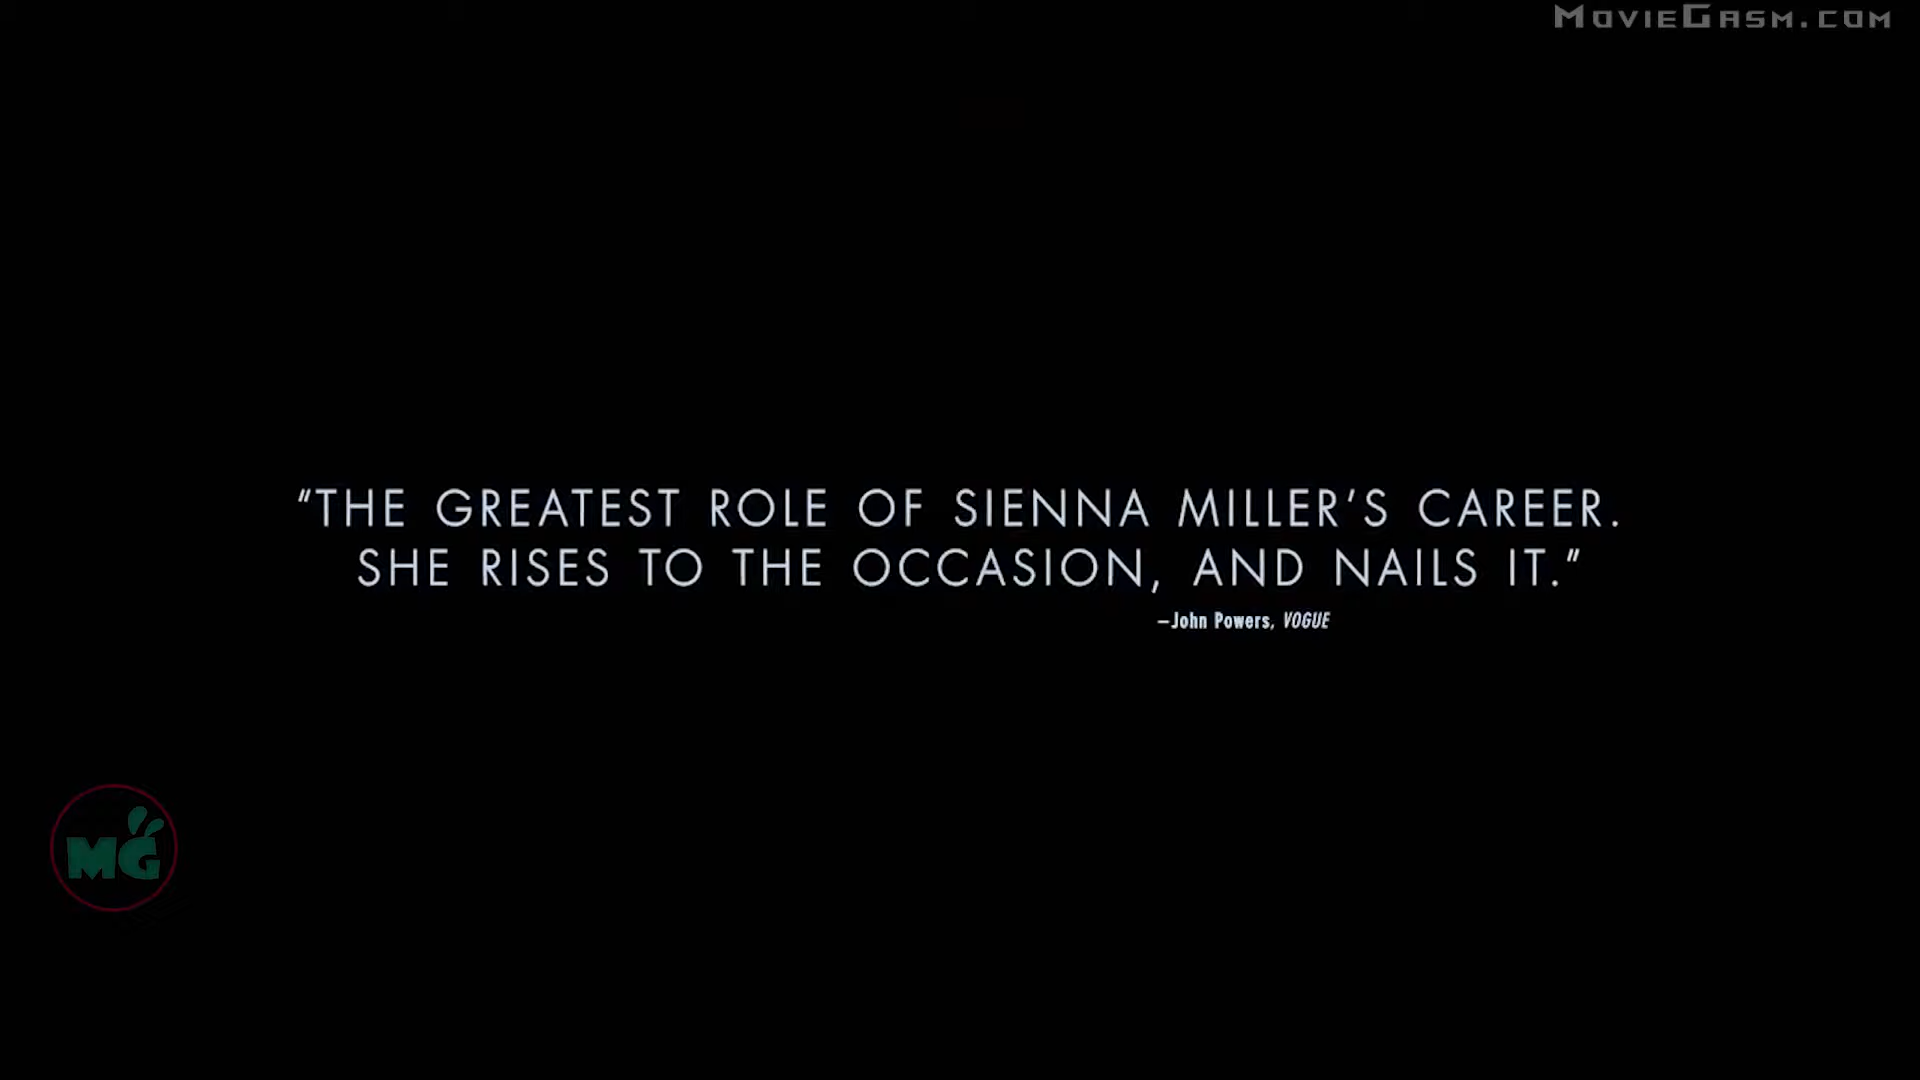 MovieGasm.com
“THE GREATEST ROLE OF SIENNA MILLER’S CAREER.
SHE RISES TO THE OCCASION, AND NAILS IT.”
–John Powers, VOGUE
MG